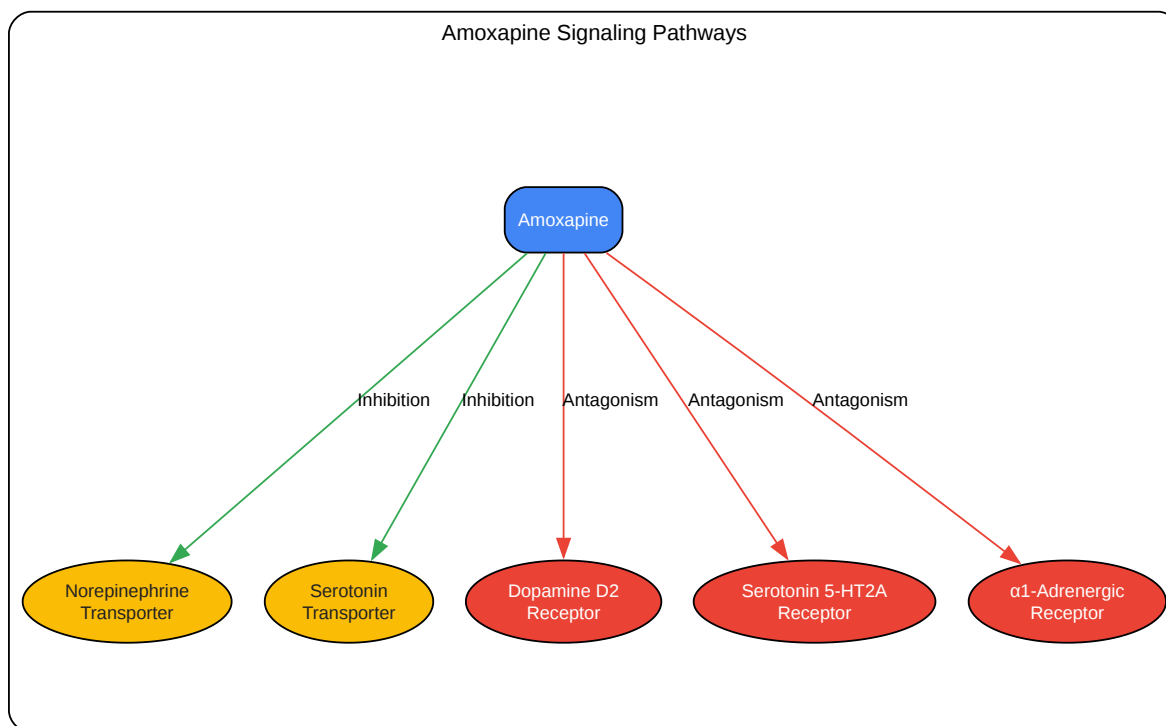 Amoxapine Signaling Pathways
Amoxapine
Inhibition
Inhibition
Antagonism
Antagonism
Antagonism
Norepinephrine
Transporter
Serotonin
Transporter
Dopamine D2
Receptor
Serotonin 5-HT2A
Receptor
α1-Adrenergic
Receptor